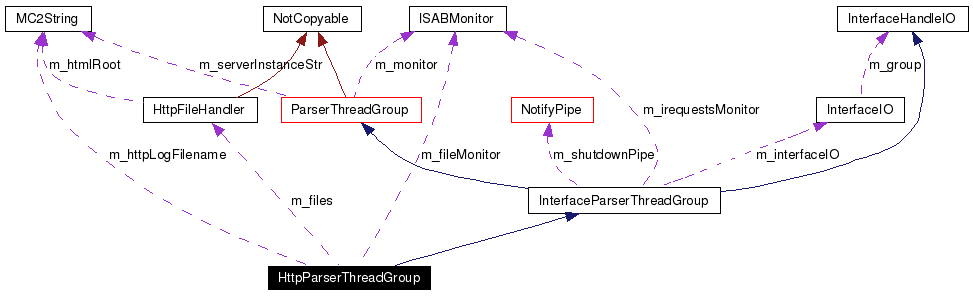 MC2String
NotCopyable
ISABMonitor
InterfaceHandleIO
m_htmlRoot
m_serverInstanceStr
m_monitor
m_group
HttpFileHandler
ParserThreadGroup
NotifyPipe
m_irequestsMonitor
InterfaceIO
m_httpLogFilename
m_fileMonitor
m_shutdownPipe
m_interfaceIO
m_files
InterfaceParserThreadGroup
HttpParserThreadGroup